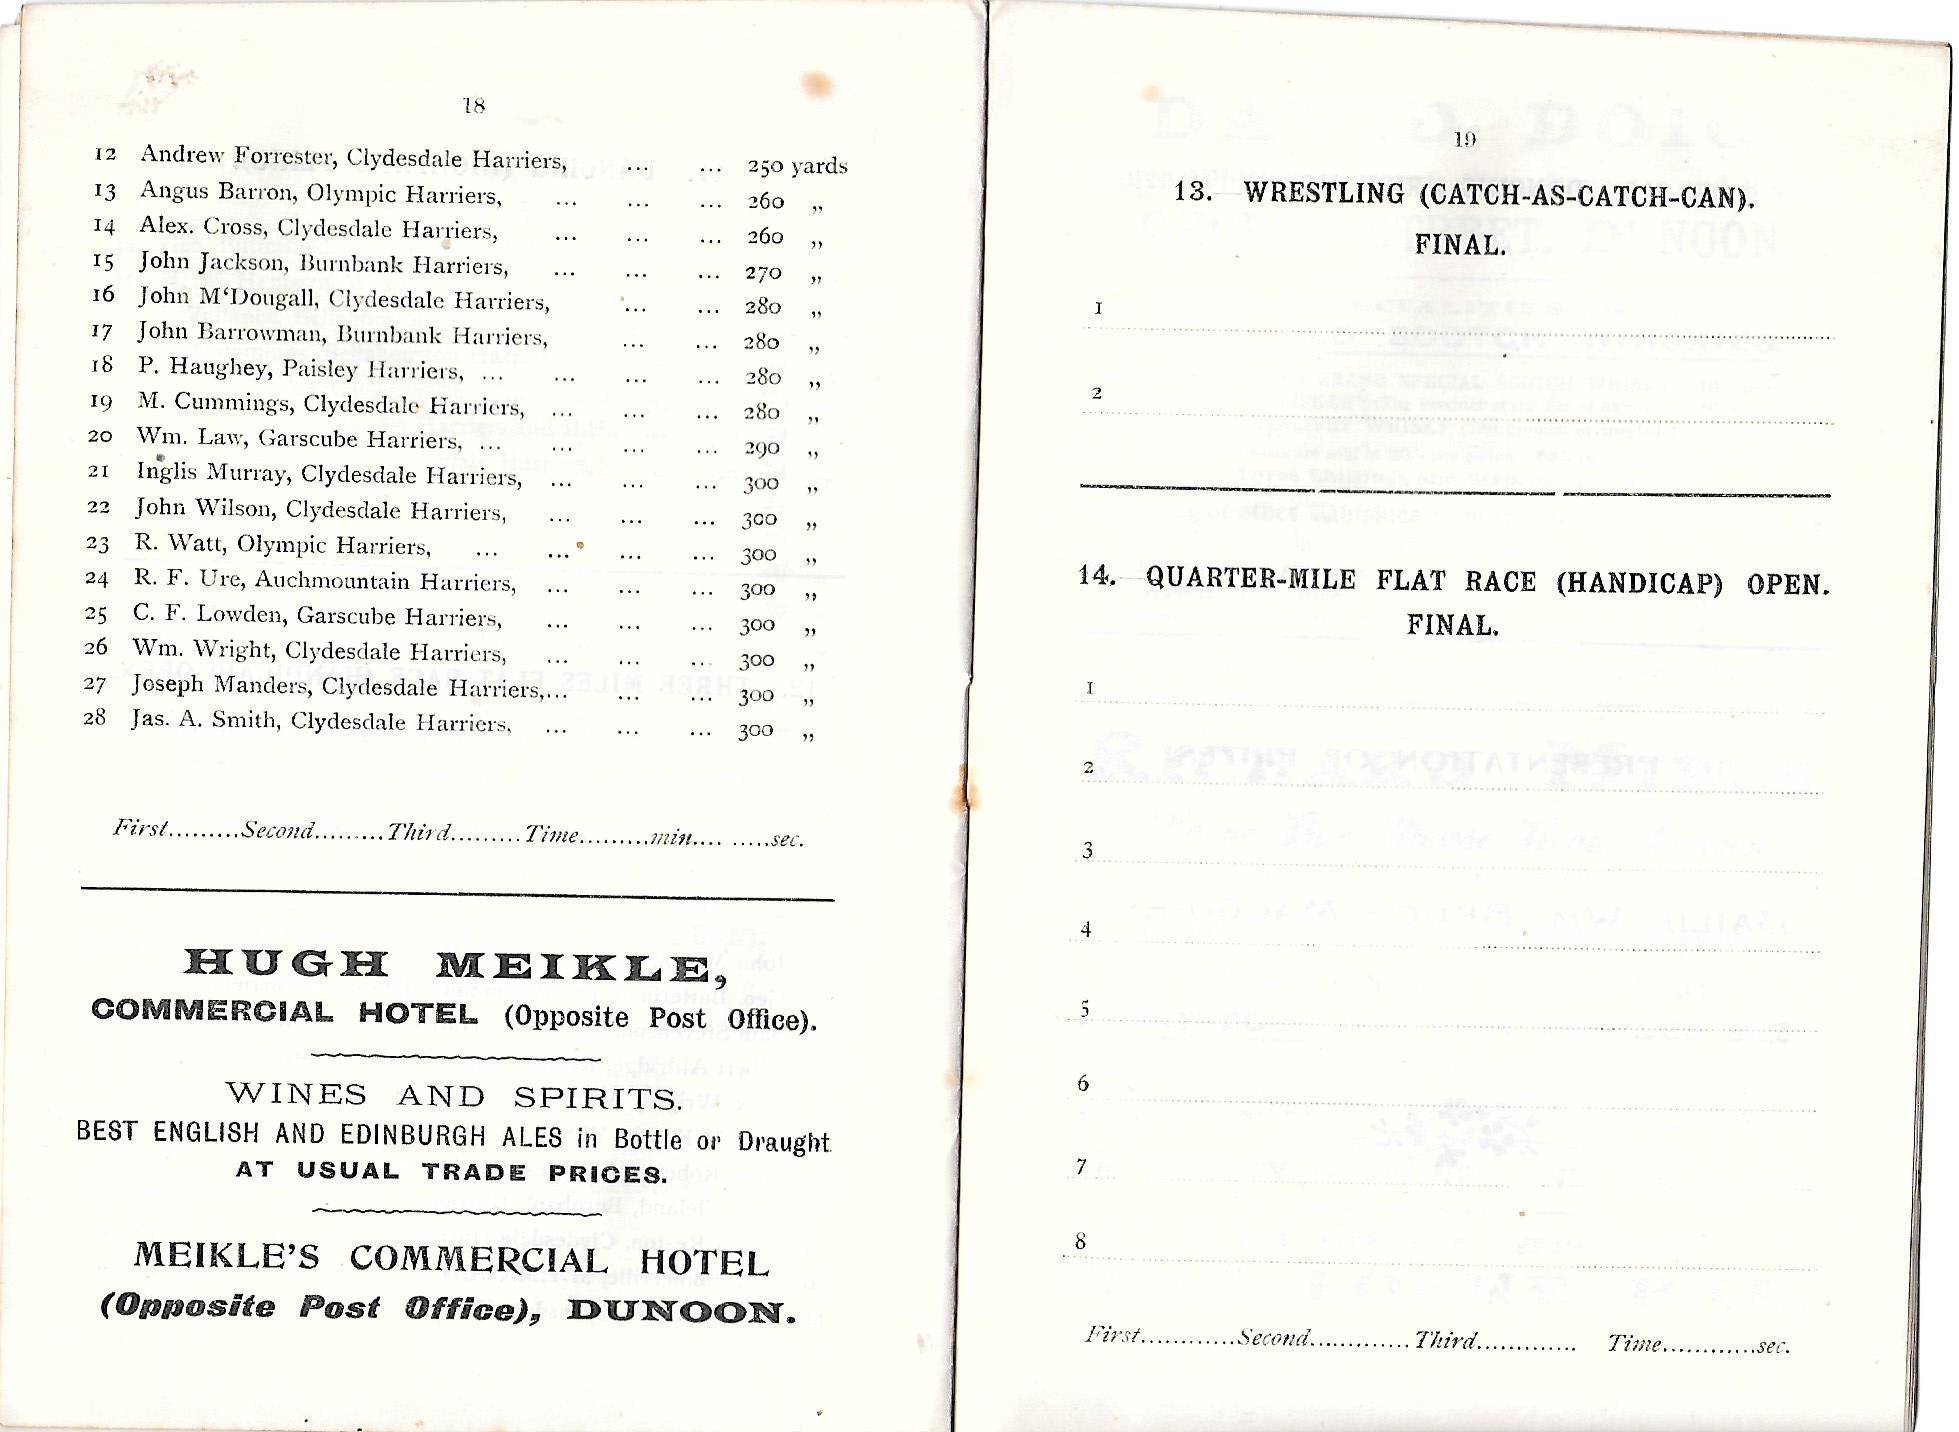 18
12 Andrew Forrester, Clydesdale Harriers, ... ... 250 yards
13 Angus Barron, Olympic Harriers, ... ... ... 260 „
14 Alex. Cross, Clydesdale Harriers, ... ... ... 260 „
15 John Jackson, Burnbank Harriers, ... ... ... 270 „
16 John M‘Dougall, Clydesdale Harriers, ... ... 280 „
17 John Barrowman, Burnbank Harriers, ... ... 280 „
18 P. Haughey, Paisley Harriers, ... ... ... ... 280 „
19 M. Cummings, Clydesdale Harriers, ... ... ... 280 „
20 Wm. Law, Garscube Harriers, ... ... ... ... 290 „
21 Inglis Murray, Clydesdale Harriers, ... ... ... 300 „
22 John Wilson, Clydesdale Harriers, ... ... ... 300 „
23 R. Watt, Olympic Harriers, ... ... ... ... 300 „
24 R. F. Ure, Auchmountain Harriers, ... ... ... 300 „
25 C. F. Lowden, Garscube Harriers, ... ... ... 300 „
26 Wm. Wright, Clydesdale Harriers, ... ... ... 300 „
27 Joseph Manders, Clydesdale Harriers,... ... ... 300 „
28 Jas. A. Smith, Clydesdale Harriers, ... ... ... 300 „
First.........Second.........Third.........Time.........min.... .....sec.
HUGH MEIKLE,
COMMERCIAL HOTEL (Opposite Post Office).
WINES AND SPIRITS.
BEST ENGLISH AND EDINBURGH ALES in Bottle or Draught
AT USUAL TRADE PRICES.
MEIKLE'S COMMERCIAL HOTEL
(Opposite Post Office), DUNOON.
19
13. WRESTLING (CATCH-AS-CATCH-CAN).
FINAL.
1
2
14. QUARTER-MILE FLAT RACE (HANDICAP) OPEN.
FINAL.
1
2
3
4
5
6
7
8
First............Second.............Third............. Time............sec.